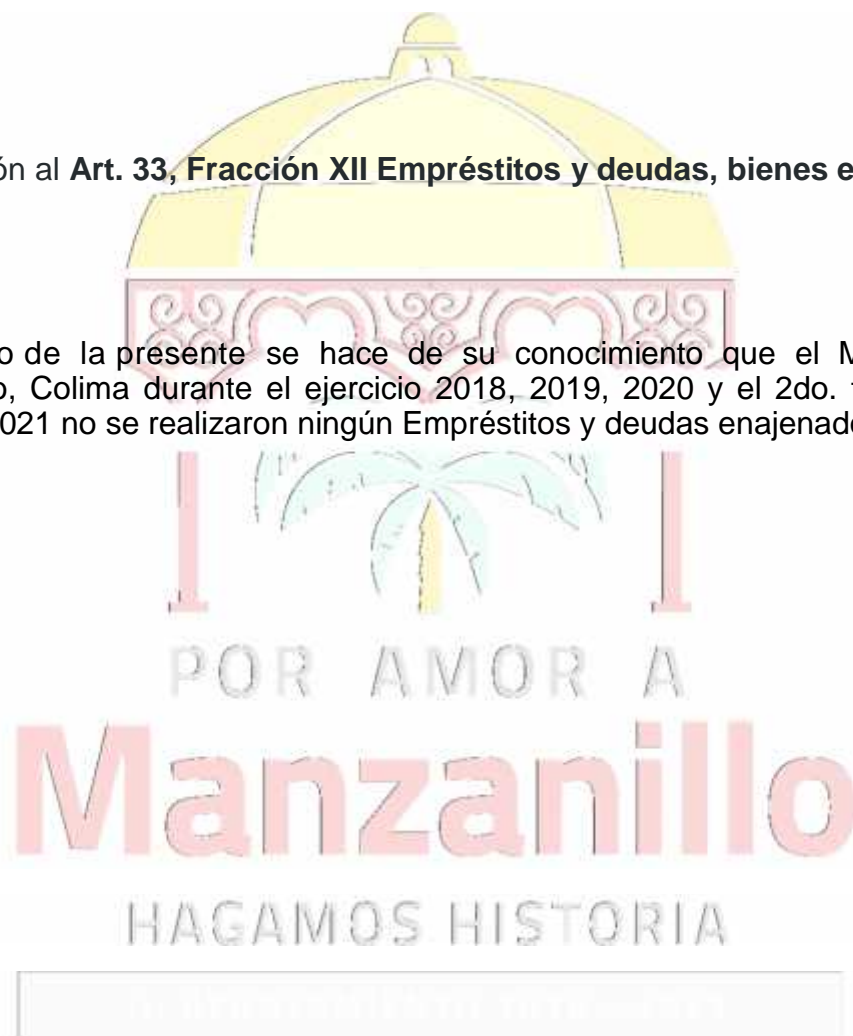 ón al Art. 33, Fracción XII Empréstitos y deudas, bienes e
o de la presente se hace de su conocimiento que el M
o, Colima durante el ejercicio 2018, 2019, 2020 y el 2do. t
021 no se realizaron ningún Empréstitos y deudas enajenado
POR AMOR A
Manzanillo
HAGAMOS HISTORIA